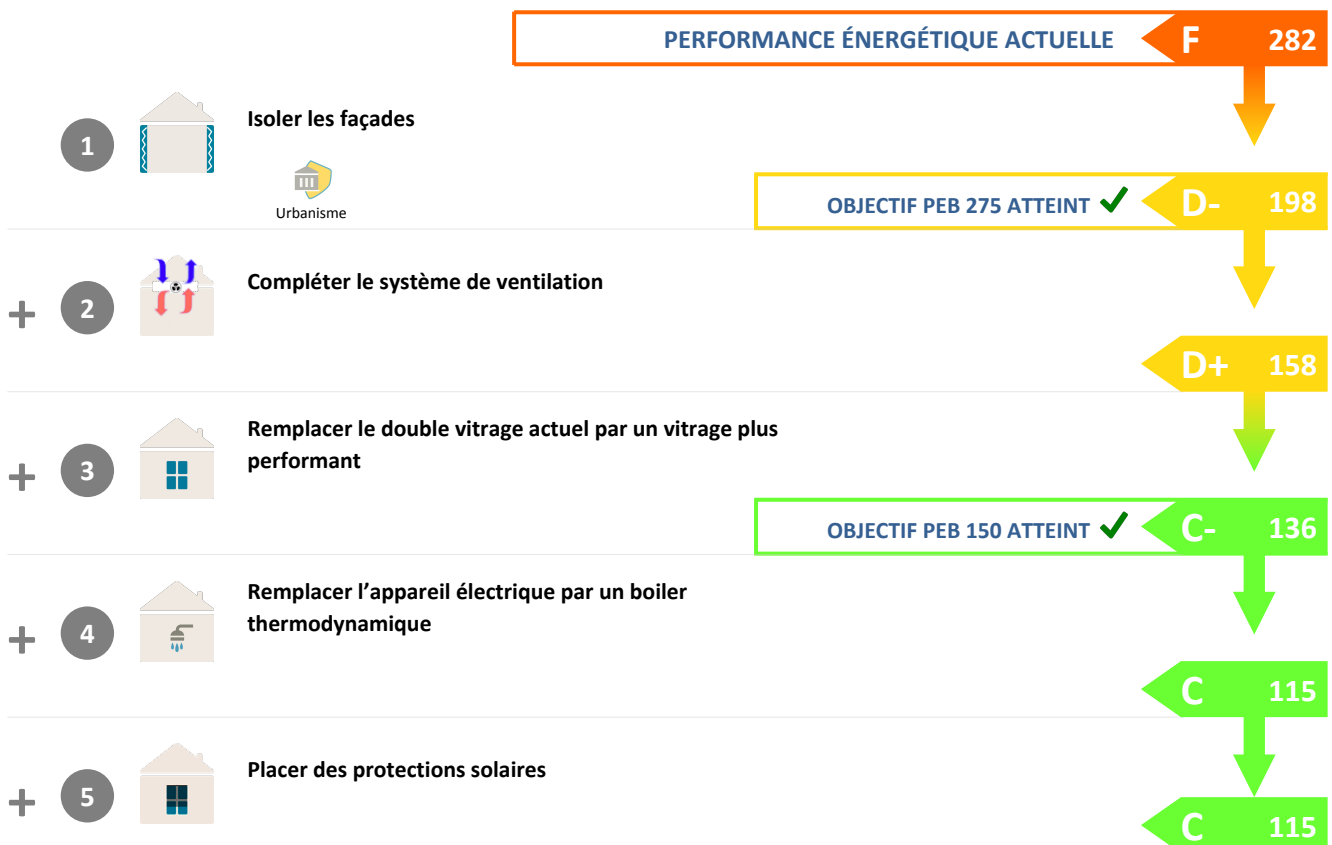 PERFORMANCE ÉNERGÉTIQUE ACTUELLE F 282
1 Isoler les façades
Urbanisme
OBJECTIF PEB 275 ATTEINT ✔ D- 198
+ 2 Compléter le système de ventilation
D+ 158
+ 3 Remplacer le double vitrage actuel par un vitrage plus
performant
OBJECTIF PEB 150 ATTEINT ✔ C- 136
+ 4 Remplacer l’appareil électrique par un boiler
thermodynamique
C 115
+ 5 Placer des protections solaires
C 115